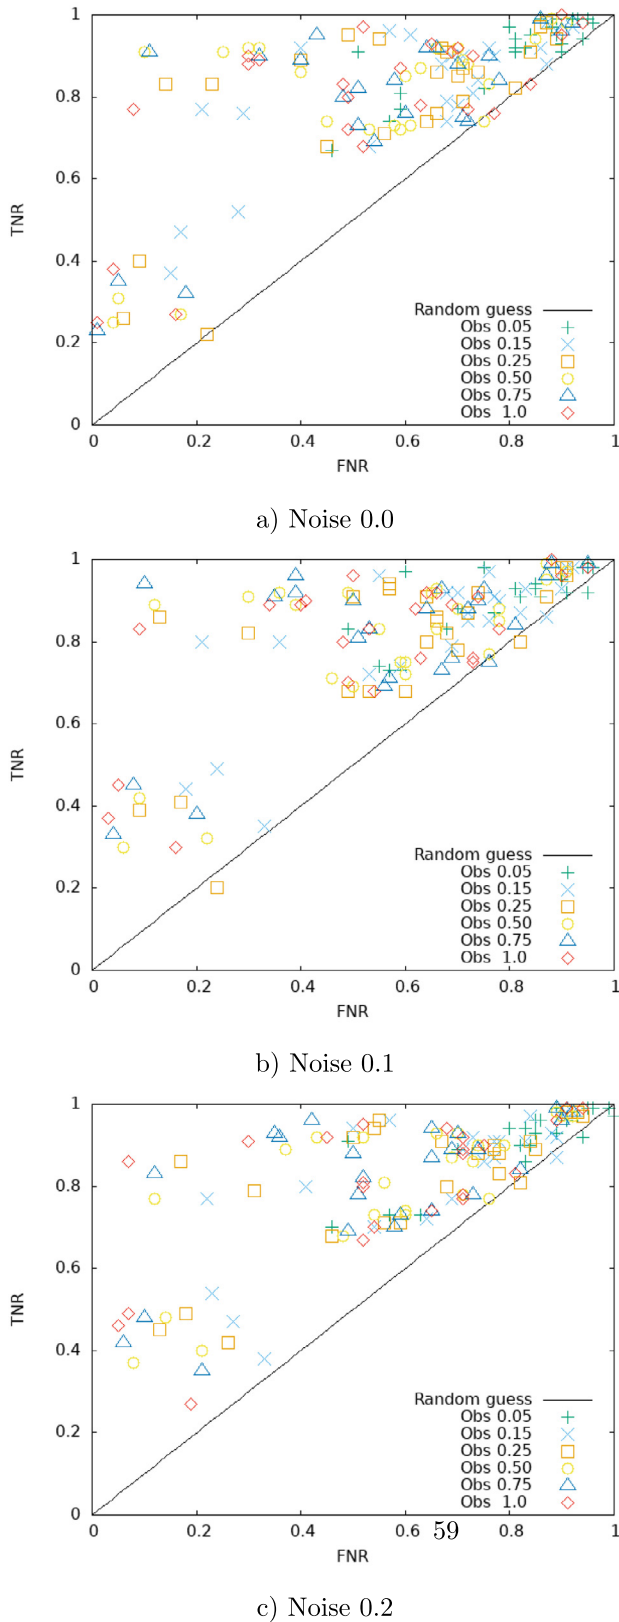 1
0.8
0.6
0.4
0.2
0
TNR
Random guess
Obs 0.05
Obs 0.15
Obs 0.25
Obs 0.50
Obs 0.75
Obs 1.0
0 0.2 0.4 0.6 0.8 1
FNR
a) Noise 0.0
1
0.8
0.6
0.4
0.2
0
TNR
Random guess
Obs 0.05
Obs 0.15
Obs 0.25
Obs 0.50
Obs 0.75
Obs 1.0
0 0.2 0.4 0.6 0.8 1
FNR
b) Noise 0.1
1
0.8
0.6
0.4
0.2
0
TNR
Random guess
Obs 0.05
Obs 0.15
Obs 0.25
Obs 0.50
Obs 0.75
Obs 1.0
0 0.2 0.4 0.6 0.8 1
59
FNR
c) Noise 0.2